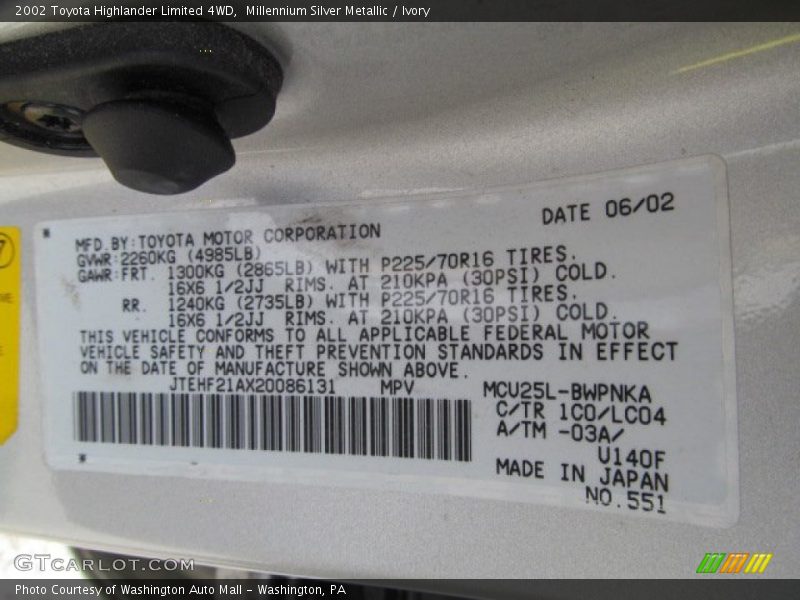 2002 Toyota Highlander Limited 4WD, Millennium Silver Metallic / Ivory
DATE 06/02
MFD.BY:TOYOTA MOTOR CORPORATION
GVWR:2260KG (4985LB)
GAWR:FRT. 1300KG (2865LB) WITH P225/70R16 TIRES.
16X6 1/2JJ RIMS. AT 210KPA (30PSI) COLD.
RR. 1240KG (2735LB) WITH P225/70R16 TIRES.
16X6 1/2JJ RIMS. AT 210KPA (30PSI) COLD.
THIS VEHICLE CONFORMS TO ALL APPLICABLE FEDERAL MOTOR
VEHICLE SAFETY AND THEFT PREVENTION STANDARDS IN EFFECT
ON THE DATE OF MANUFACTURE SHOWN ABOVE.
JTEHF21AX20086131 MPV MCU25L-BWPNKA
C/TR 1C0/LC04
A/TM -03A/
U140F
MADE IN JAPAN
NO.551
GTCARLOT.COM
Photo Courtesy of Washington Auto Mall - Washington, PA